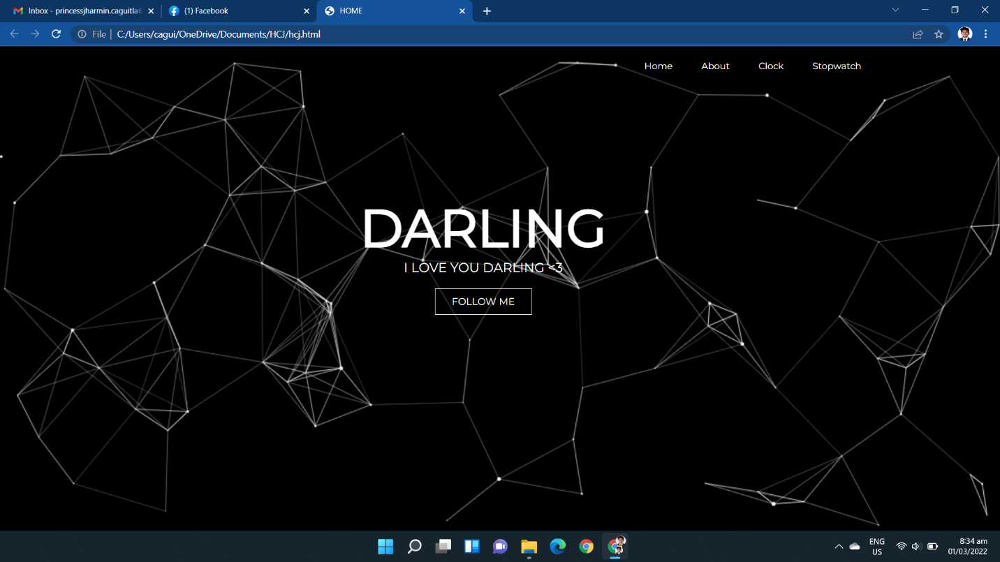 Inbox - princessjharmin.caguitla@
(1) Facebook
HOME
File
C:/Users/cagui/OneDrive/Documents/HCJ/hcj.html
Home
About
Clock
Stopwatch
DARLING
I LOVE YOU DARLING <3
FOLLOW ME
ENG
US
8:34 am
01/03/2022